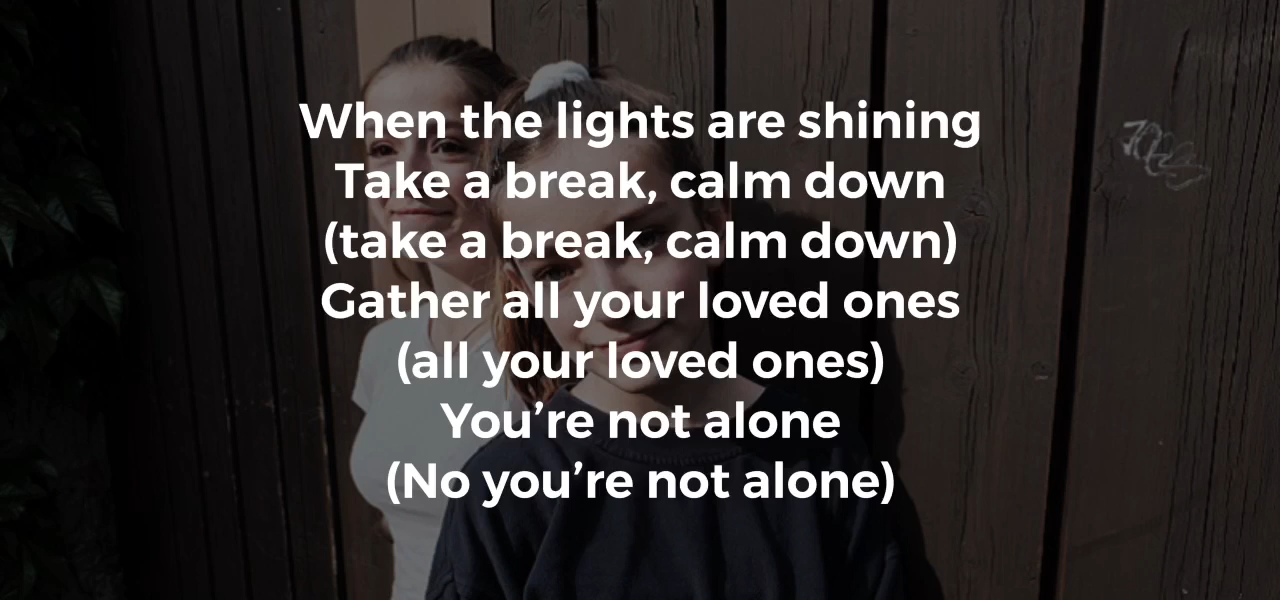 When the lights are shining
Take a break, calm down
(take a break, calm down)
Gather all your loved ones
(all your loved ones)
You’re not alone
(No you’re not alone)